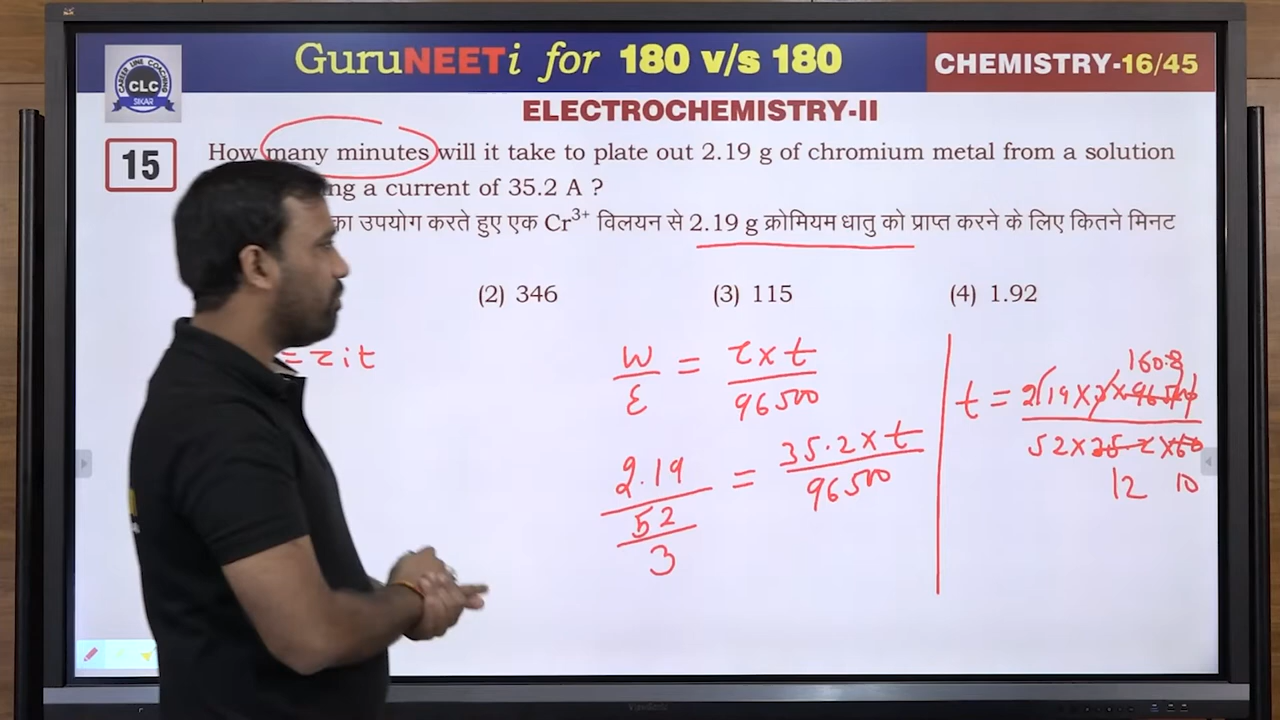 GuruNEETi for 180 v/s 180
CHEMISTRY-16/45
CAREER LINE COACHING
CLC
SIKAR
ELECTROCHEMISTRY-II
15
How many minutes will it take to plate out 2.19 g of chromium metal from a solution
ng a current of 35.2 A ?
का उपयोग करते हुए एक Cr³⁺ विलयन से 2.19 g क्रोमियम धातु को प्राप्त करने के लिए कितने मिनट
(2) 346
(3) 115
(4) 1.92
= z i t
W/E = I × t / 96500
2.19 / (52/3) = 35.2 × t / 96500
160.8
t = 2.19 × 3 × 96500
52 × 35.2 × 60
12 10
ViewSonic